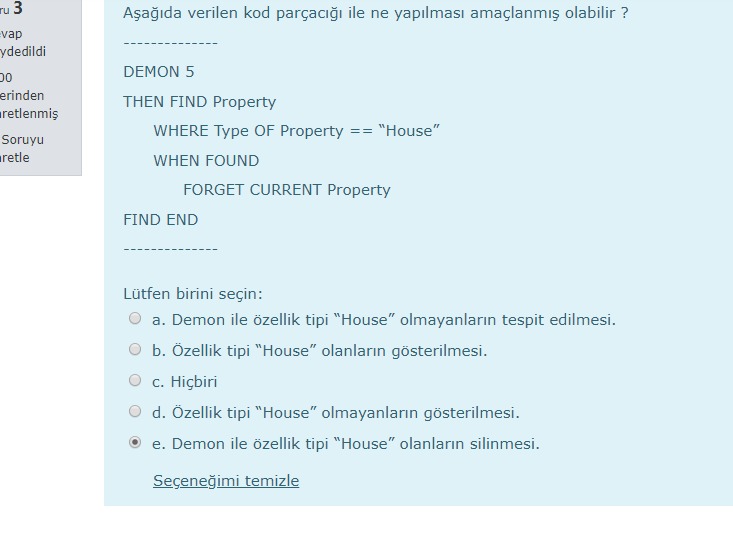 ru 3
evap
ydedildi
00
erinden
aretlenmiş
Soruyu
aretle
Aşağıda verilen kod parçacığı ile ne yapılması amaçlanmış olabilir ?
--------------
DEMON 5
THEN FIND Property
WHERE Type OF Property == “House”
WHEN FOUND
FORGET CURRENT Property
FIND END
--------------
Lütfen birini seçin:
a. Demon ile özellik tipi “House” olmayanların tespit edilmesi.
b. Özellik tipi “House” olanların gösterilmesi.
c. Hiçbiri
d. Özellik tipi “House” olmayanların gösterilmesi.
e. Demon ile özellik tipi “House” olanların silinmesi.
Seçeneğimi temizle